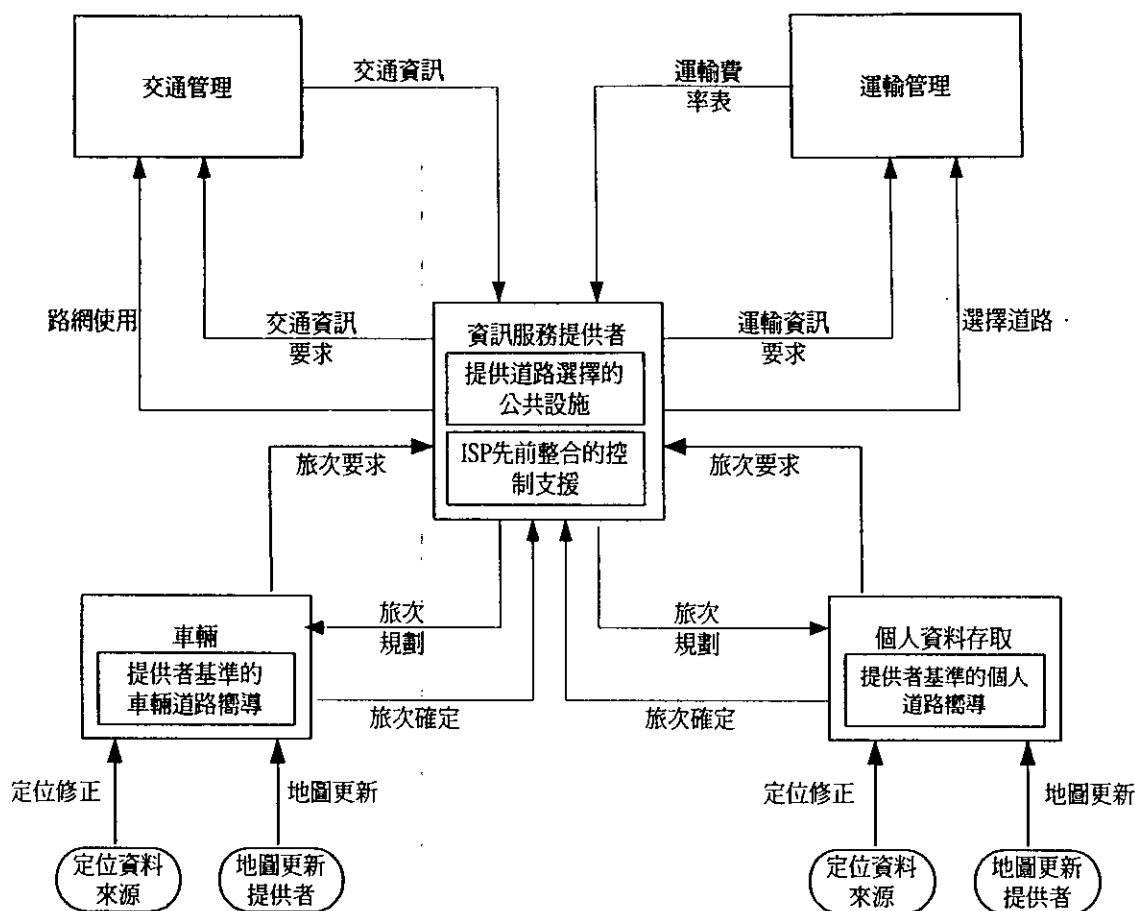 交通管理
交通資訊
運輸費
率表
運輸管理
路網使用
交通資訊
要求
資訊服務提供者
提供道路選擇的
公共設施
ISP先前整合的控
制支援
運輸資訊
要求
選擇道路
旅次要求
旅次要求
車輛
提供者基準的
車輛道路嚮導
旅次
規劃
旅次
規劃
個人資料存取
提供者基準的個人
道路嚮導
旅次確定
旅次確定
定位修正
地圖更新
定位修正
地圖更新
定位資料
來源
地圖更新
提供者
定位資料
來源
地圖更新
提供者